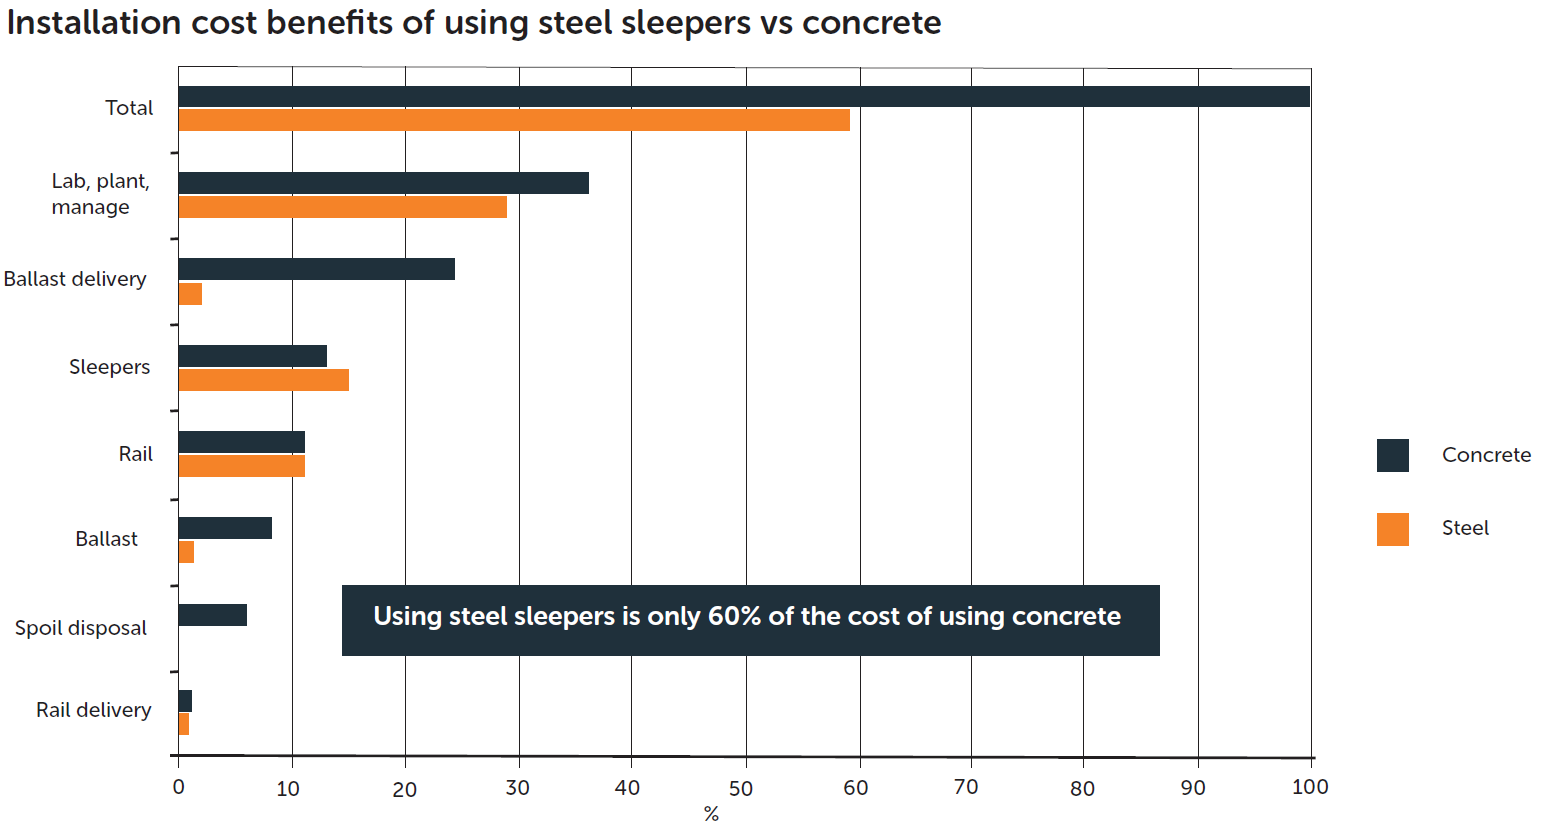 Installation cost benefits of using steel sleepers vs concrete
Total
Lab, plant,
manage
Ballast delivery
Sleepers
Rail
Ballast
Spoil disposal
Rail delivery
Using steel sleepers is only 60% of the cost of using concrete
Concrete
Steel
0 10 20 30 40 50 60 70 80 90 100
%